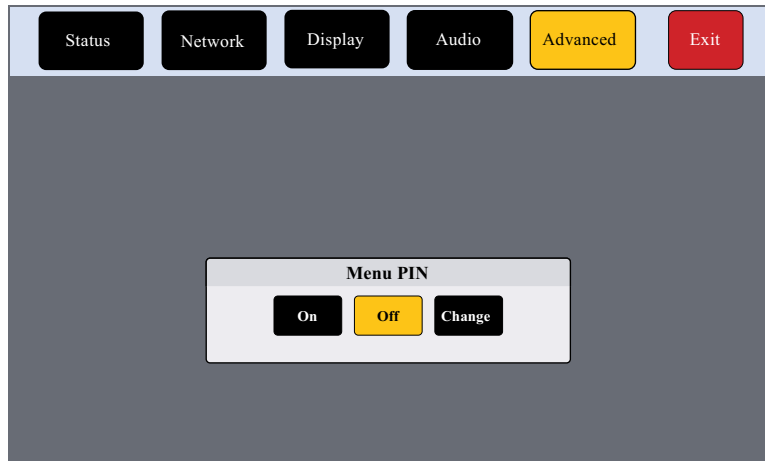 Status Network Display Audio Advanced Exit
Menu PIN
On Off Change